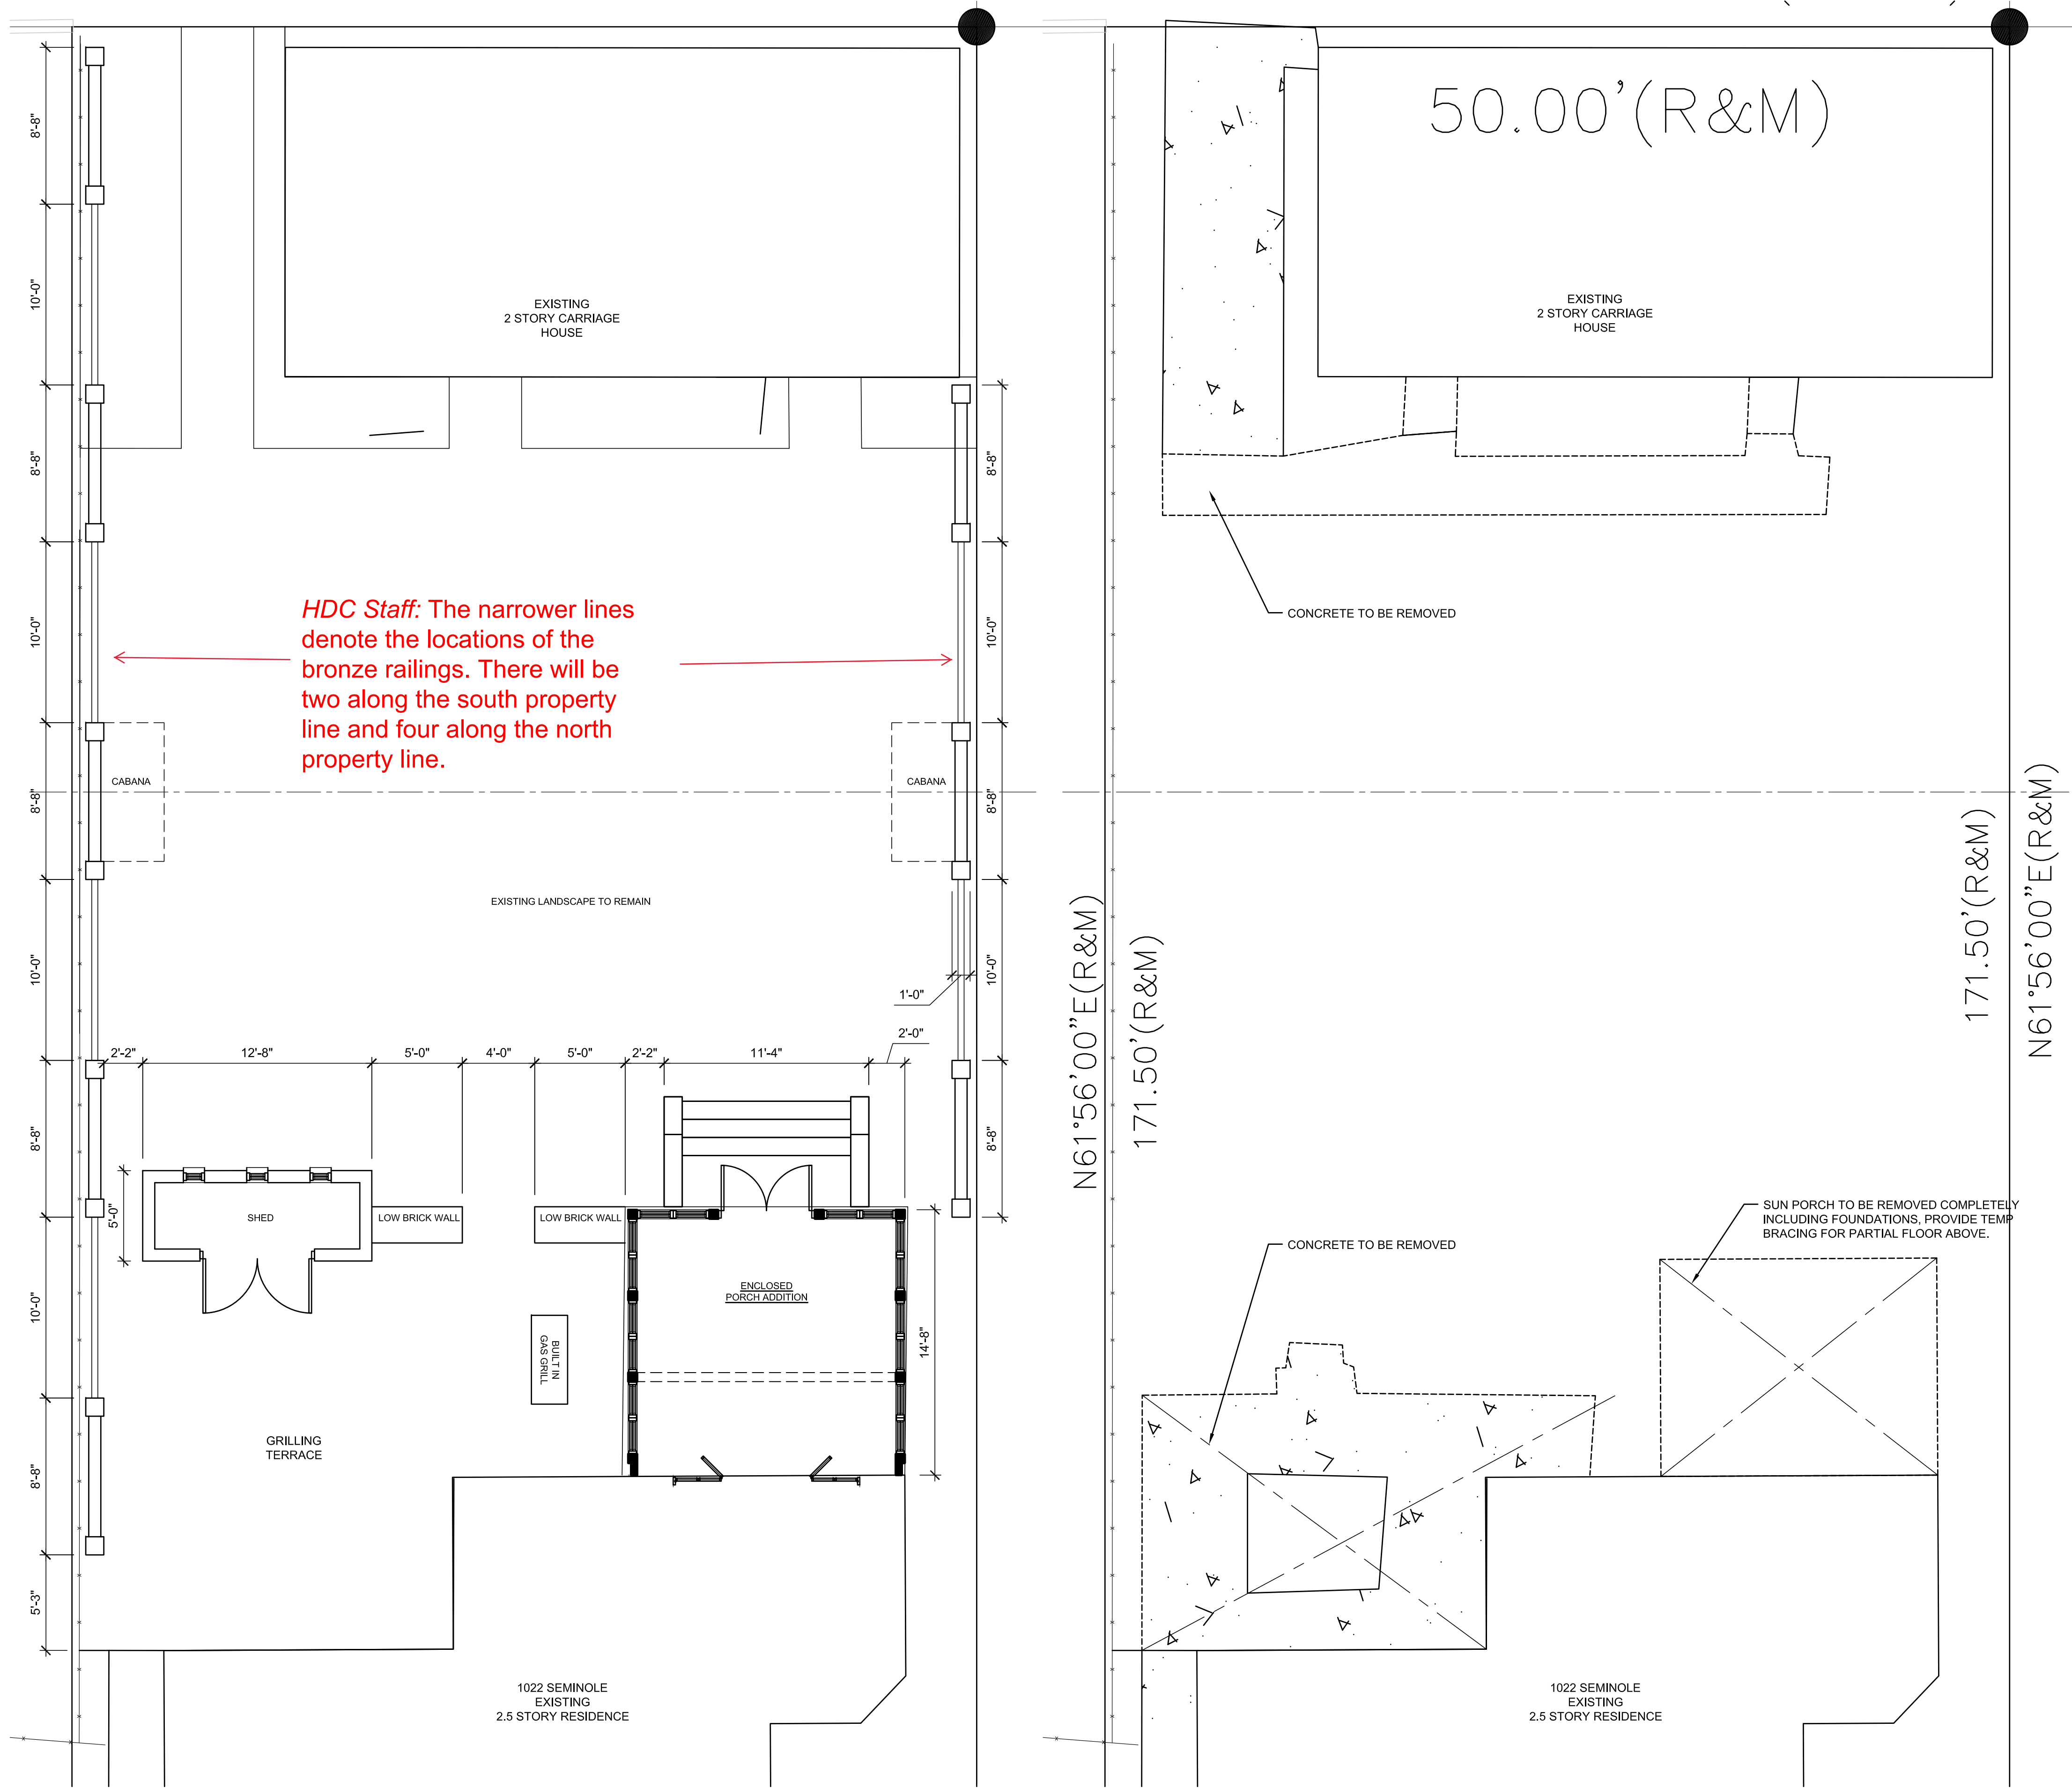 8'-8"
10'-0"
8'-8"
10'-0"
8'-8"
10'-0"
8'-8"
10'-0"
8'-8"
5'-3"
EXISTING
2 STORY CARRIAGE
HOUSE
HDC Staff: The narrower lines
denote the locations of the
bronze railings. There will be
two along the south property
line and four along the north
property line.
CABANA
CABANA
EXISTING LANDSCAPE TO REMAIN
8'-8"
10'-0"
8'-8"
10'-0"
8'-8"
1'-0"
2'-0"
2'-2"
12'-8"
5'-0"
4'-0"
5'-0"
2'-2"
11'-4"
5'-0"
SHED
LOW BRICK WALL
LOW BRICK WALL
ENCLOSED
PORCH ADDITION
14'-8"
BUILT IN
GAS GRILL
GRILLING
TERRACE
1022 SEMINOLE
EXISTING
2.5 STORY RESIDENCE
50.00'(R&M)
EXISTING
2 STORY CARRIAGE
HOUSE
CONCRETE TO BE REMOVED
N61°56'00"E(R&M)
171.50'(R&M)
171.50'(R&M)
N61°56'00"E(R&M)
SUN PORCH TO BE REMOVED COMPLETELY
INCLUDING FOUNDATIONS, PROVIDE TEMP
BRACING FOR PARTIAL FLOOR ABOVE.
CONCRETE TO BE REMOVED
1022 SEMINOLE
EXISTING
2.5 STORY RESIDENCE